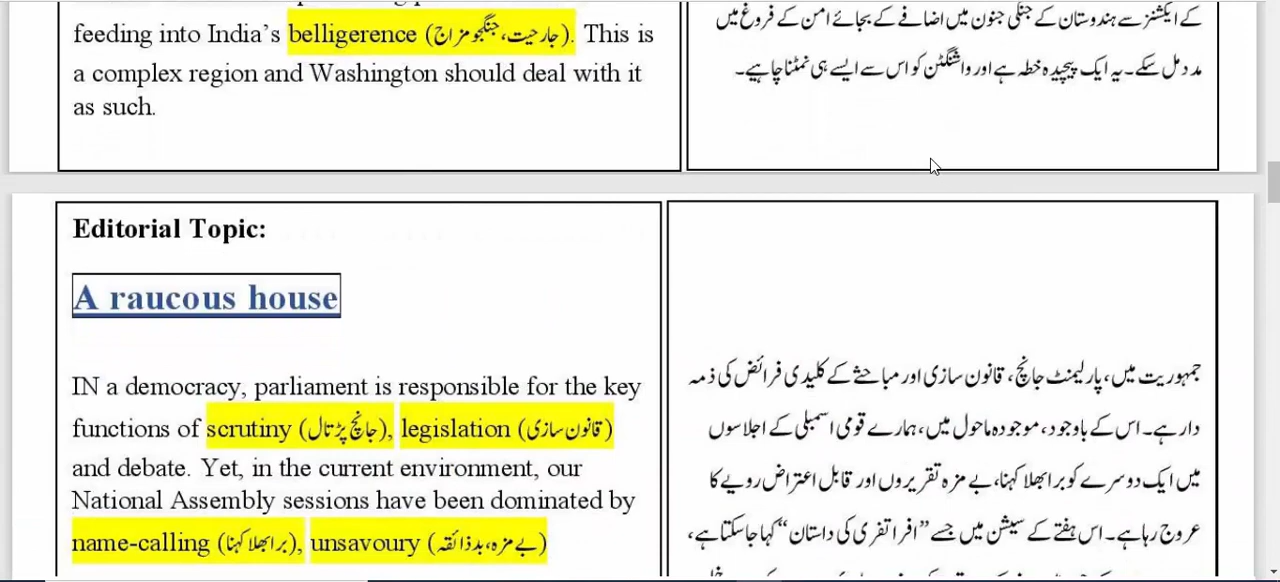 feeding into India’s belligerence (جارحیت، جنگجو مزاج). This is
a complex region and Washington should deal with it
as such.
کے ایکشنز سے ہندوستان کے جنگی جنون میں اضافے کے بجائے امن کے فروغ میں
مدد مل سکے۔ یہ ایک پیچیدہ خطہ ہے اور واشنگٹن کو اس سے ایسے ہی نمٹنا چاہیے۔
Editorial Topic:
A raucous house
IN a democracy, parliament is responsible for the key
functions of scrutiny (جانچ پڑتال), legislation (قانون سازی)
and debate. Yet, in the current environment, our
National Assembly sessions have been dominated by
name-calling (برا بھلا کہنا), unsavoury (بے مزہ، بدذائقہ)
جمہوریت میں، پارلیمنٹ جانچ، قانون سازی اور مباحثے کے کلیدی فرائض کی ذمہ
دار ہے۔ اس کے باوجود، موجودہ ماحول میں، ہمارے قومی اسمبلی کے اجلاسوں
میں ایک دوسرے کو برا بھلا کہنا، بے مزہ تقریروں اور قابل اعتراض رویے کا
عروج رہا ہے۔ اس ہفتے کے سیشن میں جسے ”افراتفری کی داستان“ کہا جاسکتا ہے،